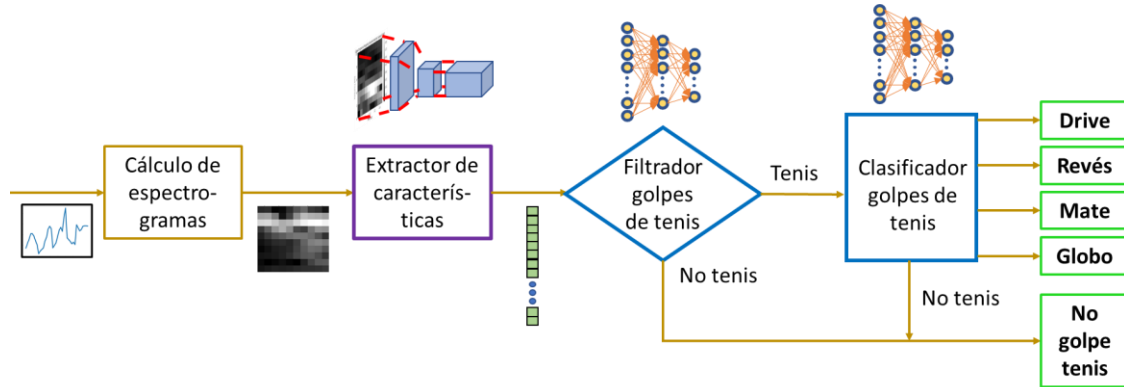 Cálculo de
espectro-
gramas
Extractor de
caracterís-
ticas
Filtrador
golpes
de tenis
Tenis
No tenis
Clasificador
golpes de
tenis
No tenis
Drive
Revés
Mate
Globo
No
golpe
tenis